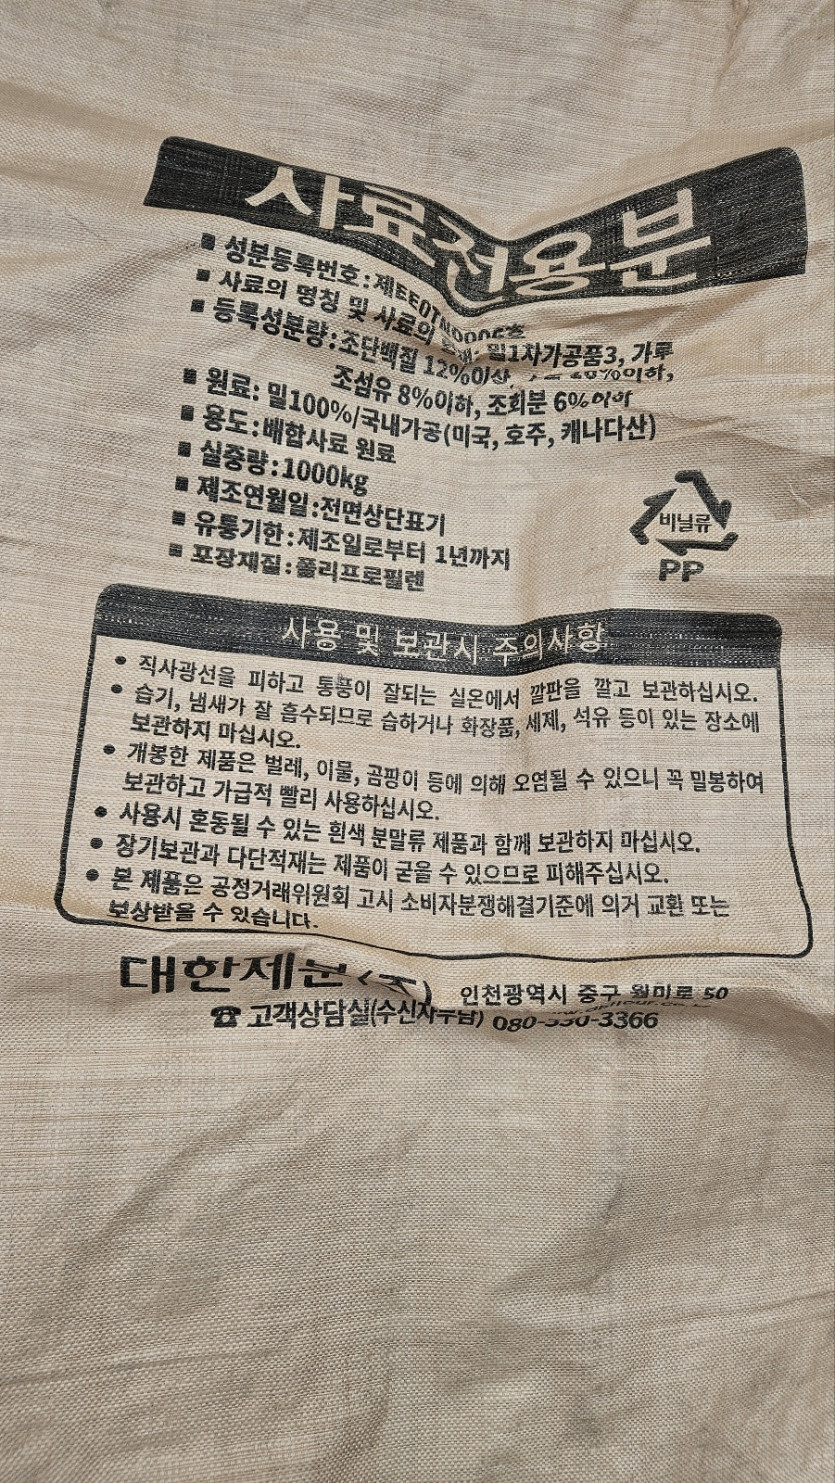 사료전용분
■ 성분등록번호:
■ 사료의 명칭 및 사료의 밀1차가공품3, 가루
■ 등록성분량:조단백질 12%이상,
조섬유 8%이하, 조회분 6%이하
■ 원료: 밀100%/국내가공(미국, 호주, 캐나다산)
■ 용도:배합사료 원료
■ 실중량:1000kg
■ 제조연월일:전면상단표기
■ 유통기한:제조일로부터 1년까지
■ 포장재질:폴리프로필렌
비닐류
PP
사용 및 보관시 주의사항
• 직사광선을 피하고 통풍이 잘되는 실온에서 깔판을 깔고 보관하십시오.
• 습기, 냄새가 잘 흡수되므로 습하거나 화장품, 세제, 석유 등이 있는 장소에
보관하지 마십시오.
• 개봉한 제품은 벌레, 이물, 곰팡이 등에 의해 오염될 수 있으니 꼭 밀봉하여
보관하고 가급적 빨리 사용하십시오.
• 사용시 혼동될 수 있는 흰색 분말류 제품과 함께 보관하지 마십시오.
• 장기보관과 다단적재는 제품이 굳을 수 있으므로 피해주십시오.
• 본 제품은 공정거래위원회 고시 소비자분쟁해결기준에 의거 교환 또는
보상받을 수 있습니다.
대한제분(주) 인천광역시 중구 월미로 50
☎ 고객상담실(수신자부담)